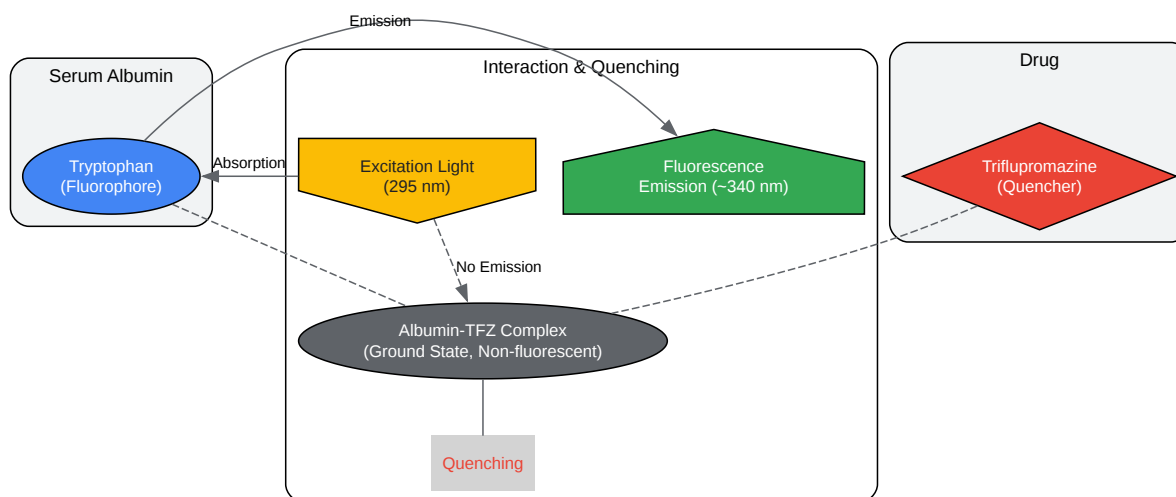 Emission
Serum Albumin
Interaction & Quenching
Drug
Tryptophan
(Fluorophore)
Absorption
Excitation Light
(295 nm)
Fluorescence
Emission (~340 nm)
Triflupromazine
(Quencher)
No Emission
Albumin-TFZ Complex
(Ground State, Non-fluorescent)
Quenching